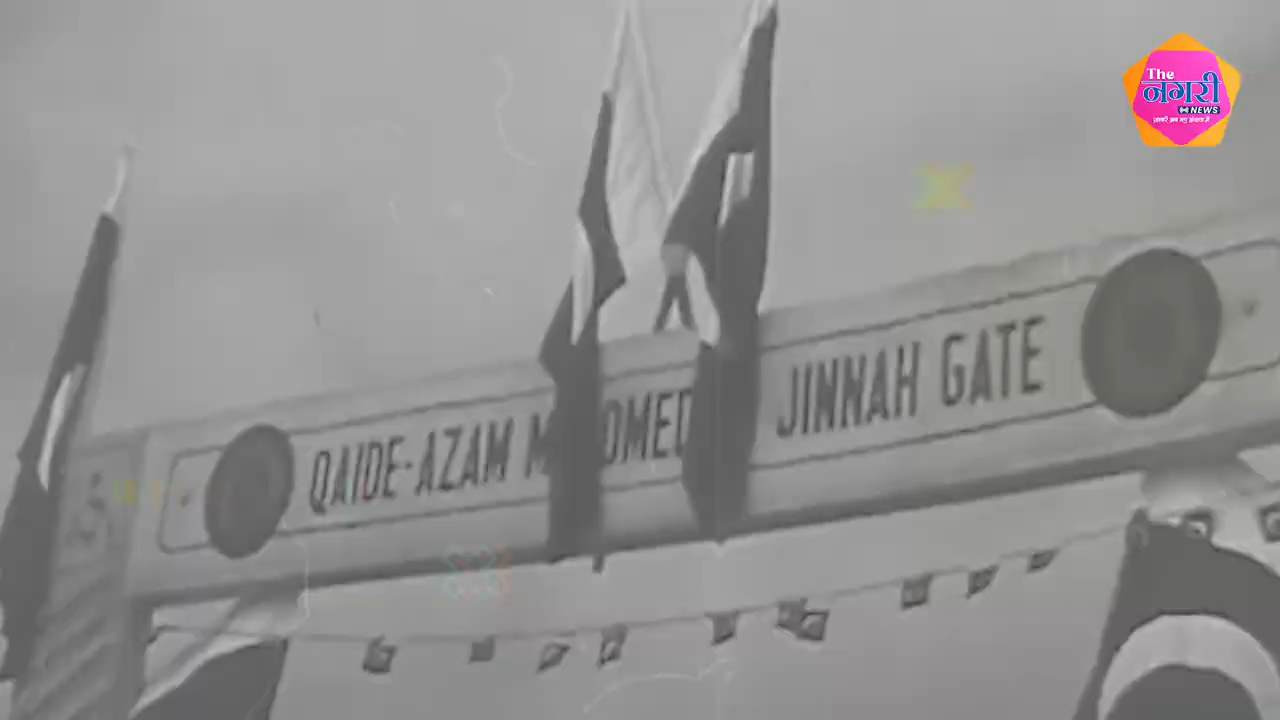 The
नगरी
NEWS
QAIDE-AZAM M OMED JINNAH GATE